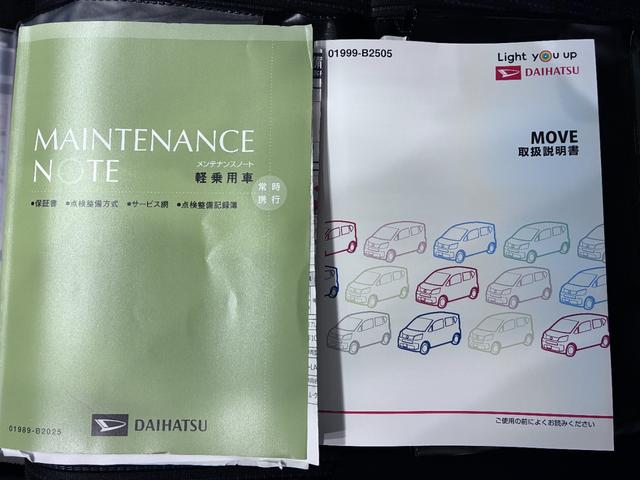 MAINTENANCE
NOTE
メンテナンスノート
軽乗用車
常時
携行
●保証書 ●点検整備方式 ●サービス網 ●点検整備記録簿
01989-B2025
DAIHATSU
01999-B2505
Light you up
DAIHATSU
MOVE
取扱説明書
ご使用の前によくお読みください